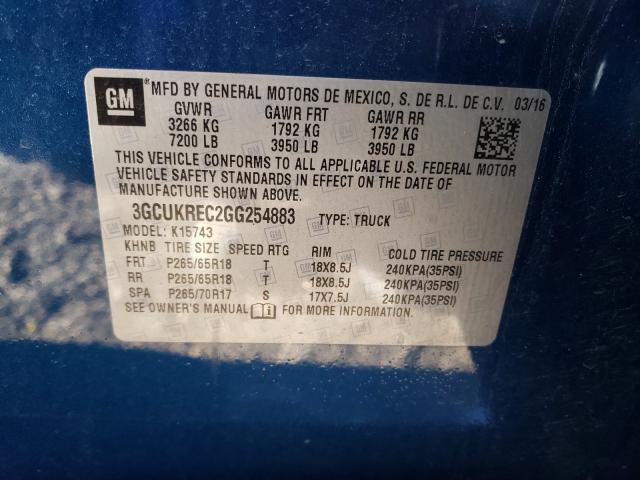 GM
® MFD BY GENERAL MOTORS DE MEXICO, S. DE R.L. DE C.V. 03/16
GVWR GAWR FRT GAWR RR
3266 KG 1792 KG 1792 KG
7200 LB 3950 LB 3950 LB
THIS VEHICLE CONFORMS TO ALL APPLICABLE U.S. FEDERAL MOTOR
VEHICLE SAFETY STANDARDS IN EFFECT ON THE DATE OF
MANUFACTURE SHOWN ABOVE.
3GCUKREC2GG254883 TYPE: TRUCK
MODEL: K15743
KHNB TIRE SIZE SPEED RTG RIM COLD TIRE PRESSURE
FRT P265/65R18 T 18X8.5J 240KPA(35PSI)
RR P265/65R18 T 18X8.5J 240KPA(35PSI)
SPA P265/70R17 S 17X7.5J 240KPA(35PSI)
SEE OWNER'S MANUAL FOR MORE INFORMATION.